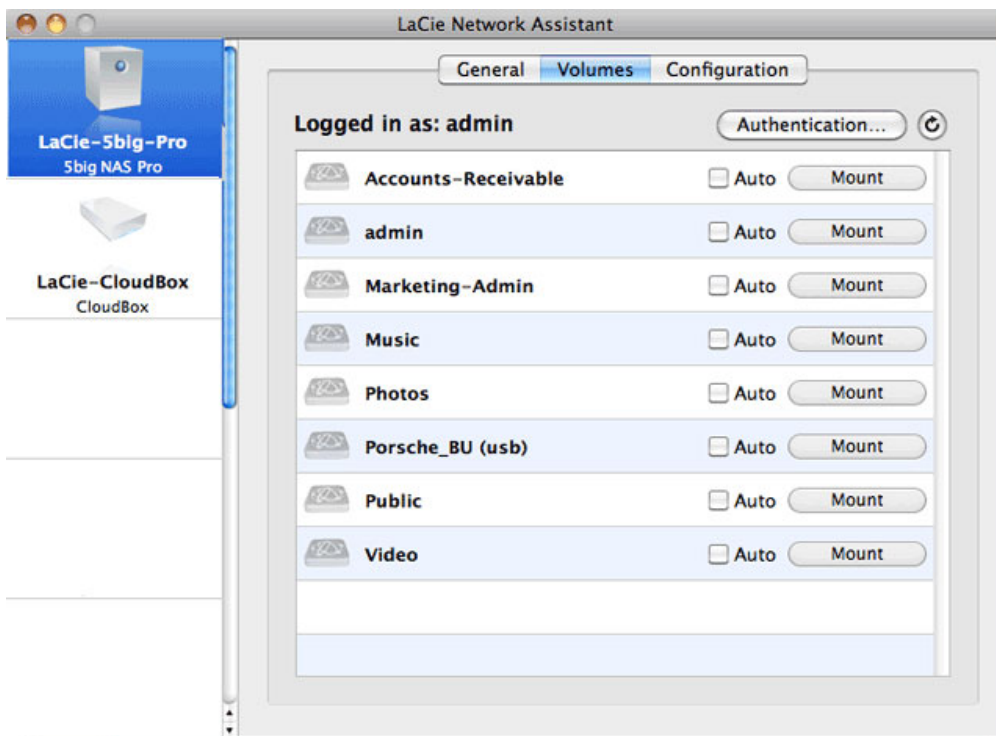 LaCie Network Assistant
LaCie-5big-Pro
5big NAS Pro
LaCie-CloudBox
CloudBox
General Volumes Configuration
Logged in as: admin Authentication...
Accounts-Receivable Auto Mount
admin Auto Mount
Marketing-Admin Auto Mount
Music Auto Mount
Photos Auto Mount
Porsche_BU (usb) Auto Mount
Public Auto Mount
Video Auto Mount